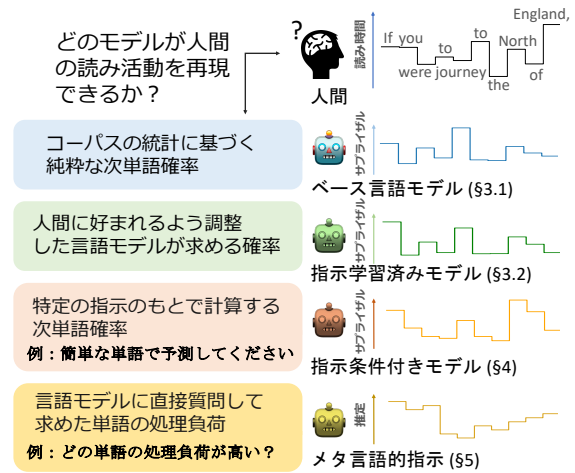 どのモデルが人間
の読み活動を再現
できるか？
?
人間
読み時間
If you were journey to to the North of England,
コーパスの統計に基づく
純粋な次単語確率
サプライザル
ベース言語モデル (§3.1)
人間に好まれるよう調整
した言語モデルが求める確率
サプライザル
指示学習済みモデル (§3.2)
特定の指示のもとで計算する
次単語確率
例：簡単な単語で予測してください
サプライザル
指示条件付きモデル (§4)
言語モデルに直接質問して
求めた単語の処理負荷
例：どの単語の処理負荷が高い？
推定
メタ言語的指示 (§5)